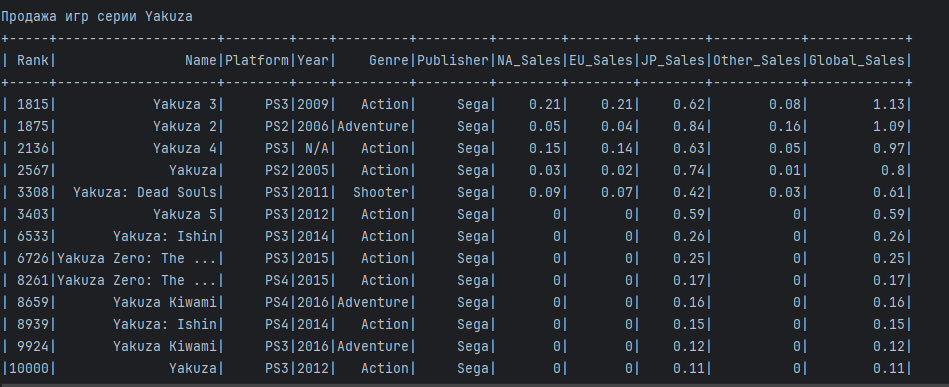 Продажа игр серии Yakuza
+-----+--------------------+--------+----+---------+---------+--------+--------+--------+-----------+------------+
| Rank|                Name|Platform|Year|    Genre|Publisher|NA_Sales|EU_Sales|JP_Sales|Other_Sales|Global_Sales|
+-----+--------------------+--------+----+---------+---------+--------+--------+--------+-----------+------------+
| 1815|            Yakuza 3|     PS3|2009|   Action|     Sega|    0.21|    0.21|    0.62|       0.08|        1.13|
| 1875|            Yakuza 2|     PS2|2006|Adventure|     Sega|    0.05|    0.04|    0.84|       0.16|        1.09|
| 2136|            Yakuza 4|     PS3| N/A|   Action|     Sega|    0.15|    0.14|    0.63|       0.05|        0.97|
| 2567|              Yakuza|     PS2|2005|   Action|     Sega|    0.03|    0.02|    0.74|       0.01|         0.8|
| 3308|  Yakuza: Dead Souls|     PS3|2011|  Shooter|     Sega|    0.09|    0.07|    0.42|       0.03|        0.61|
| 3403|            Yakuza 5|     PS3|2012|   Action|     Sega|       0|       0|    0.59|          0|        0.59|
| 6533|       Yakuza: Ishin|     PS3|2014|   Action|     Sega|       0|       0|    0.26|          0|        0.26|
| 6726|Yakuza Zero: The ...|     PS3|2015|   Action|     Sega|       0|       0|    0.25|          0|        0.25|
| 8261|Yakuza Zero: The ...|     PS4|2015|   Action|     Sega|       0|       0|    0.17|          0|        0.17|
| 8659|       Yakuza Kiwami|     PS4|2016|Adventure|     Sega|       0|       0|    0.16|          0|        0.16|
| 8939|       Yakuza: Ishin|     PS4|2014|   Action|     Sega|       0|       0|    0.15|          0|        0.15|
| 9924|       Yakuza Kiwami|     PS3|2016|Adventure|     Sega|       0|       0|    0.12|          0|        0.12|
|10000|              Yakuza|     PS3|2012|   Action|     Sega|       0|       0|    0.11|          0|        0.11|